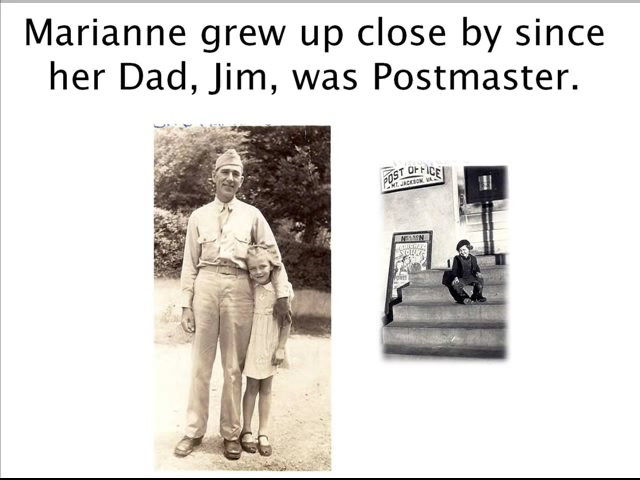 Marianne grew up close by since
her Dad, Jim, was Postmaster.
POST OFFICE
MT. JACKSON, VA.